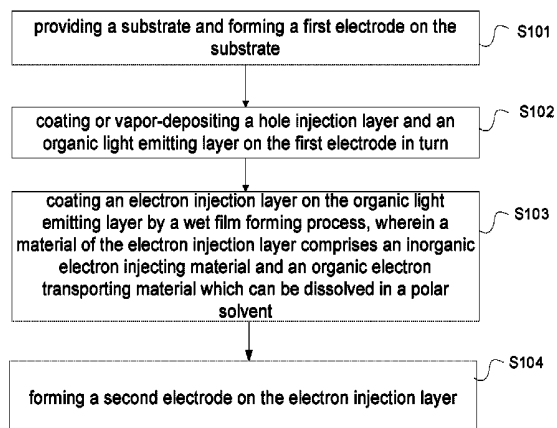 providing a substrate and forming a first electrode on the
substrate
S101
coating or vapor-depositing a hole injection layer and an
organic light emitting layer on the first electrode in turn
S102
coating an electron injection layer on the organic light
emitting layer by a wet film forming process, wherein a
material of the electron injection layer comprises an inorganic
electron injecting material and an organic electron
transporting material which can be dissolved in a polar
solvent
S103
forming a second electrode on the electron injection layer
S104